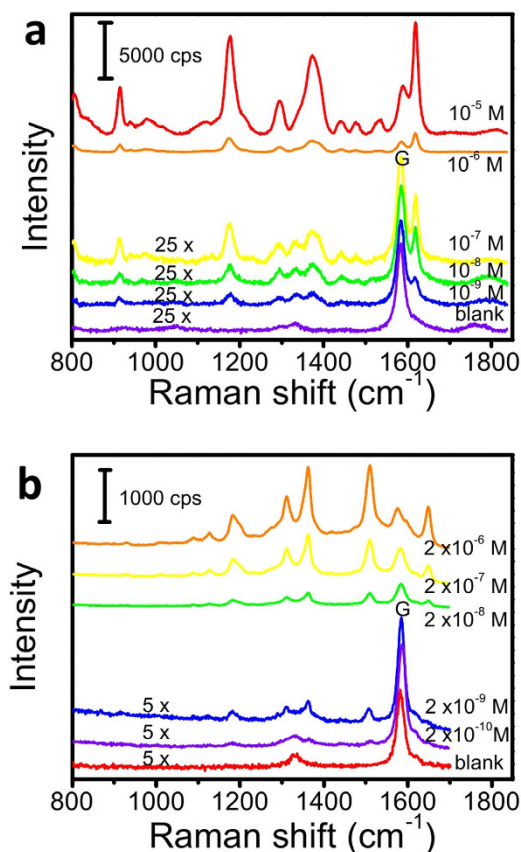 a
5000 cps
10⁻⁵ M
10⁻⁶ M
G
10⁻⁷ M
25 x
10⁻⁸ M
25 x
10⁻⁹ M
25 x
blank
25 x
Intensity
800 1000 1200 1400 1600 1800
Raman shift (cm⁻¹)
b
1000 cps
2 x10⁻⁶ M
2 x10⁻⁷ M
2 x10⁻⁸ M
G
5 x
2 x10⁻⁹ M
5 x
2 x10⁻¹⁰M
5 x
blank
Intensity
800 1000 1200 1400 1600 1800
Raman shift (cm⁻¹)